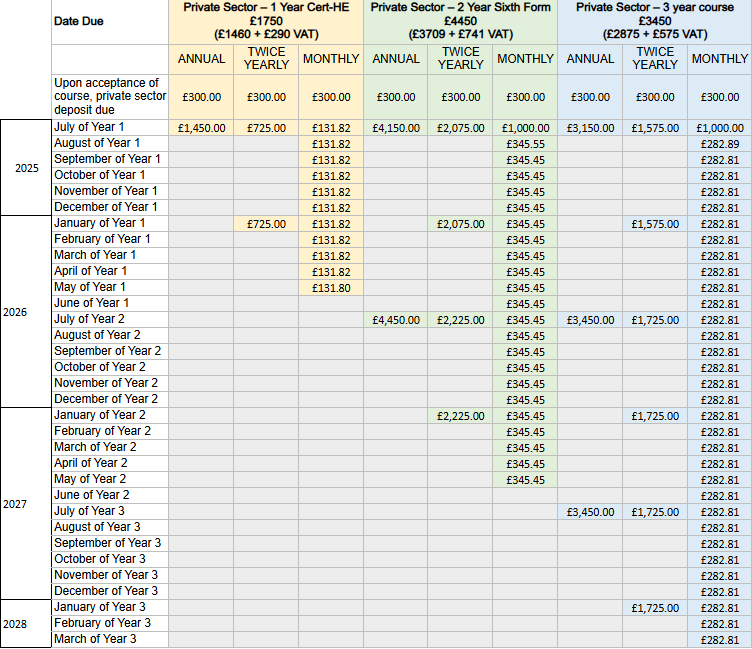 Date Due
Private Sector – 1 Year Cert-HE
£1750
(£1460 + £290 VAT)
Private Sector – 2 Year Sixth Form
£4450
(£3709 + £741 VAT)
Private Sector – 3 year course
£3450
(£2875 + £575 VAT)
ANNUAL TWICE YEARLY MONTHLY ANNUAL TWICE YEARLY MONTHLY ANNUAL TWICE YEARLY MONTHLY
Upon acceptance of
course, private sector
deposit due
£300.00 £300.00 £300.00 £300.00 £300.00 £300.00 £300.00 £300.00 £300.00
2025
July of Year 1 £1,450.00 £725.00 £131.82 £4,150.00 £2,075.00 £1,000.00 £3,150.00 £1,575.00 £1,000.00
August of Year 1 £131.82 £345.55 £282.89
September of Year 1 £131.82 £345.45 £282.81
October of Year 1 £131.82 £345.45 £282.81
November of Year 1 £131.82 £345.45 £282.81
December of Year 1 £131.82 £345.45 £282.81
2026
January of Year 1 £725.00 £131.82 £2,075.00 £345.45 £1,575.00 £282.81
February of Year 1 £131.82 £345.45 £282.81
March of Year 1 £131.82 £345.45 £282.81
April of Year 1 £131.82 £345.45 £282.81
May of Year 1 £131.80 £345.45 £282.81
June of Year 1 £345.45 £282.81
July of Year 2 £4,450.00 £2,225.00 £345.45 £3,450.00 £1,725.00 £282.81
August of Year 2 £345.45 £282.81
September of Year 2 £345.45 £282.81
October of Year 2 £345.45 £282.81
November of Year 2 £345.45 £282.81
December of Year 2 £345.45 £282.81
2027
January of Year 2 £2,225.00 £345.45 £1,725.00 £282.81
February of Year 2 £345.45 £282.81
March of Year 2 £345.45 £282.81
April of Year 2 £345.45 £282.81
May of Year 2 £345.45 £282.81
June of Year 2 £282.81
July of Year 3 £3,450.00 £1,725.00 £282.81
August of Year 3 £282.81
September of Year 3 £282.81
October of Year 3 £282.81
November of Year 3 £282.81
December of Year 3 £282.81
2028
January of Year 3 £1,725.00 £282.81
February of Year 3 £282.81
March of Year 3 £282.81